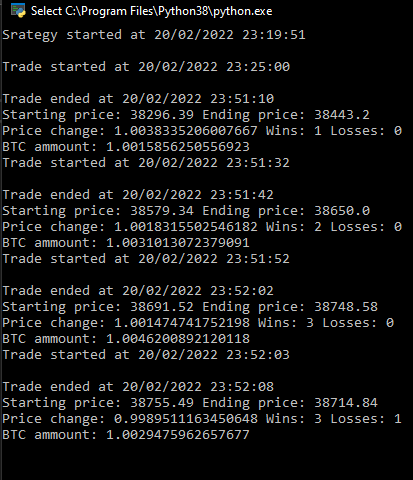 Select C:\Program Files\Python38\python.exe
Srategy started at 20/02/2022 23:19:51
Trade started at 20/02/2022 23:25:00
Trade ended at 20/02/2022 23:51:10
Starting price: 38296.39 Ending price: 38443.2
Price change: 1.0038335206007667 Wins: 1 Losses: 0
BTC ammount: 1.0015856250556923
Trade started at 20/02/2022 23:51:32
Trade ended at 20/02/2022 23:51:42
Starting price: 38579.34 Ending price: 38650.0
Price change: 1.0018315502546182 Wins: 2 Losses: 0
BTC ammount: 1.0031013072379091
Trade started at 20/02/2022 23:51:52
Trade ended at 20/02/2022 23:52:02
Starting price: 38691.52 Ending price: 38748.58
Price change: 1.001474741752198 Wins: 3 Losses: 0
BTC ammount: 1.0046200892120118
Trade started at 20/02/2022 23:52:03
Trade ended at 20/02/2022 23:52:08
Starting price: 38755.49 Ending price: 38714.84
Price change: 0.9989511163450648 Wins: 3 Losses: 1
BTC ammount: 1.0029475962657677